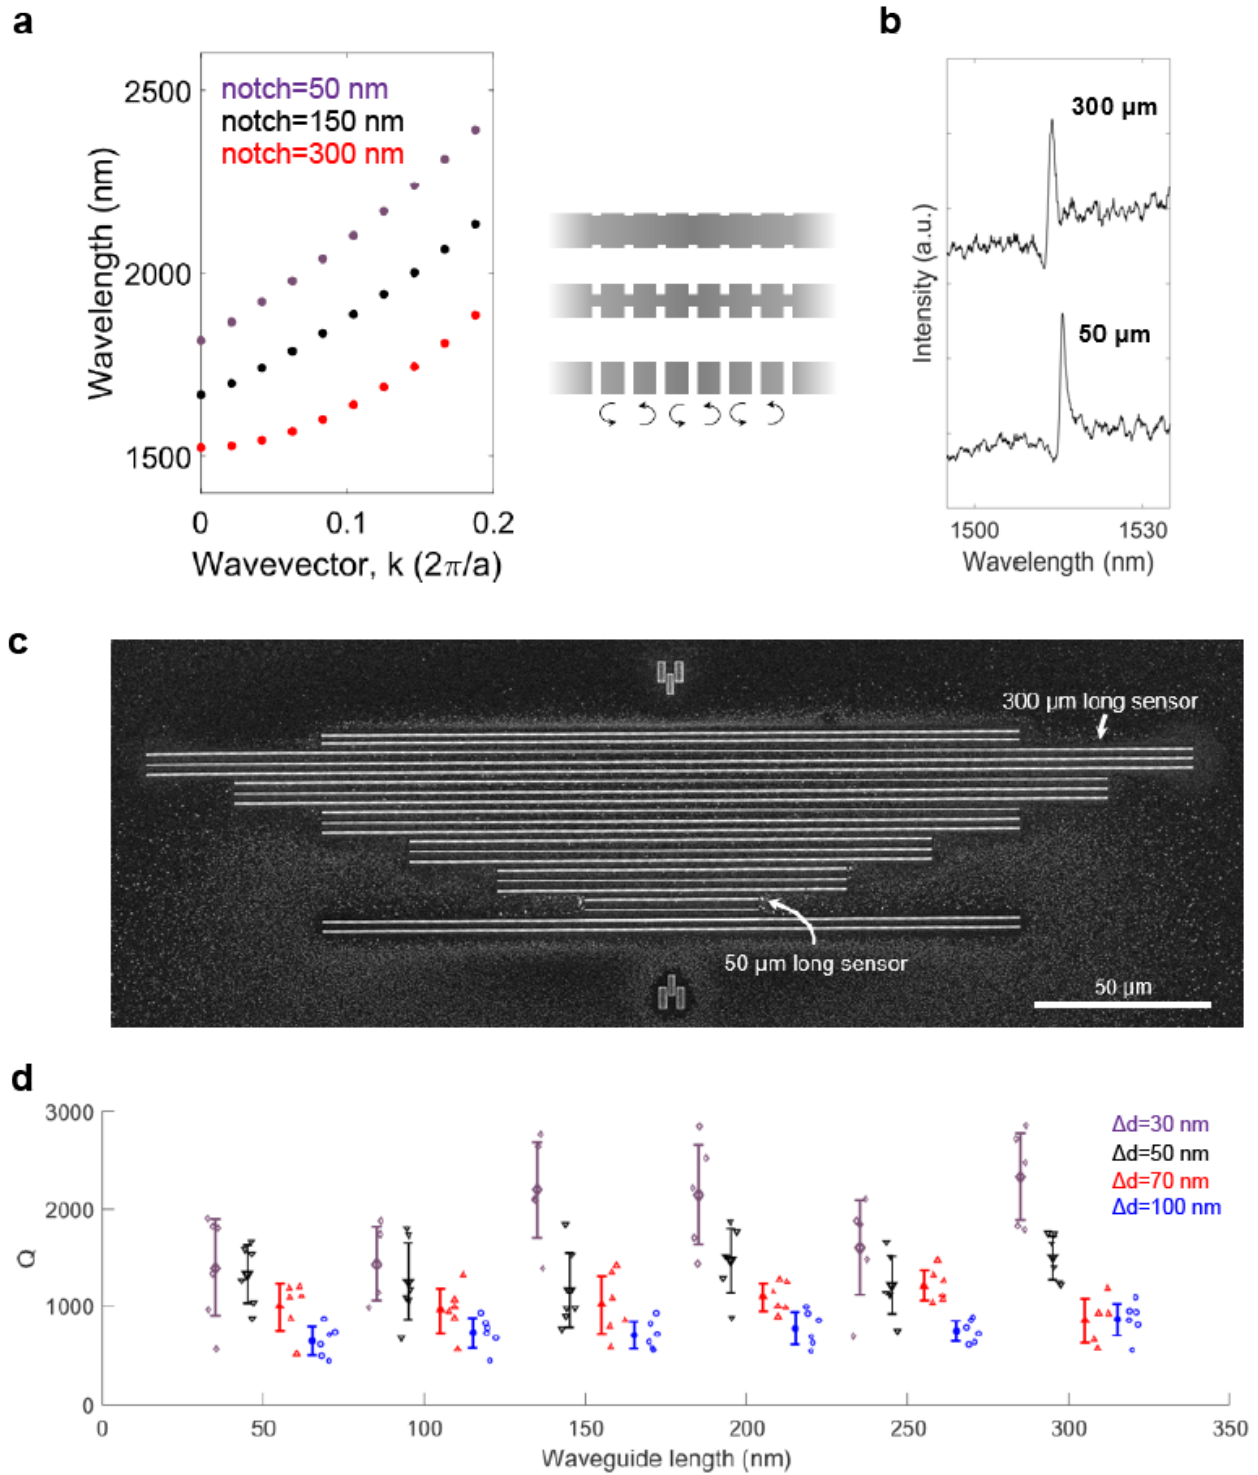 a
2500
2000
1500
Wavelength (nm)
notch=50 nm
notch=150 nm
notch=300 nm
0
0.1
0.2
Wavevector, k (2π/a)
b
300 µm
50 µm
Intensity (a.u.)
1500
1530
Wavelength (nm)
c
300 µm long sensor
50 µm long sensor
50 µm
d
3000
2000
1000
0
Q
Δd=30 nm
Δd=50 nm
Δd=70 nm
Δd=100 nm
0
50
100
150
200
250
300
350
Waveguide length (nm)